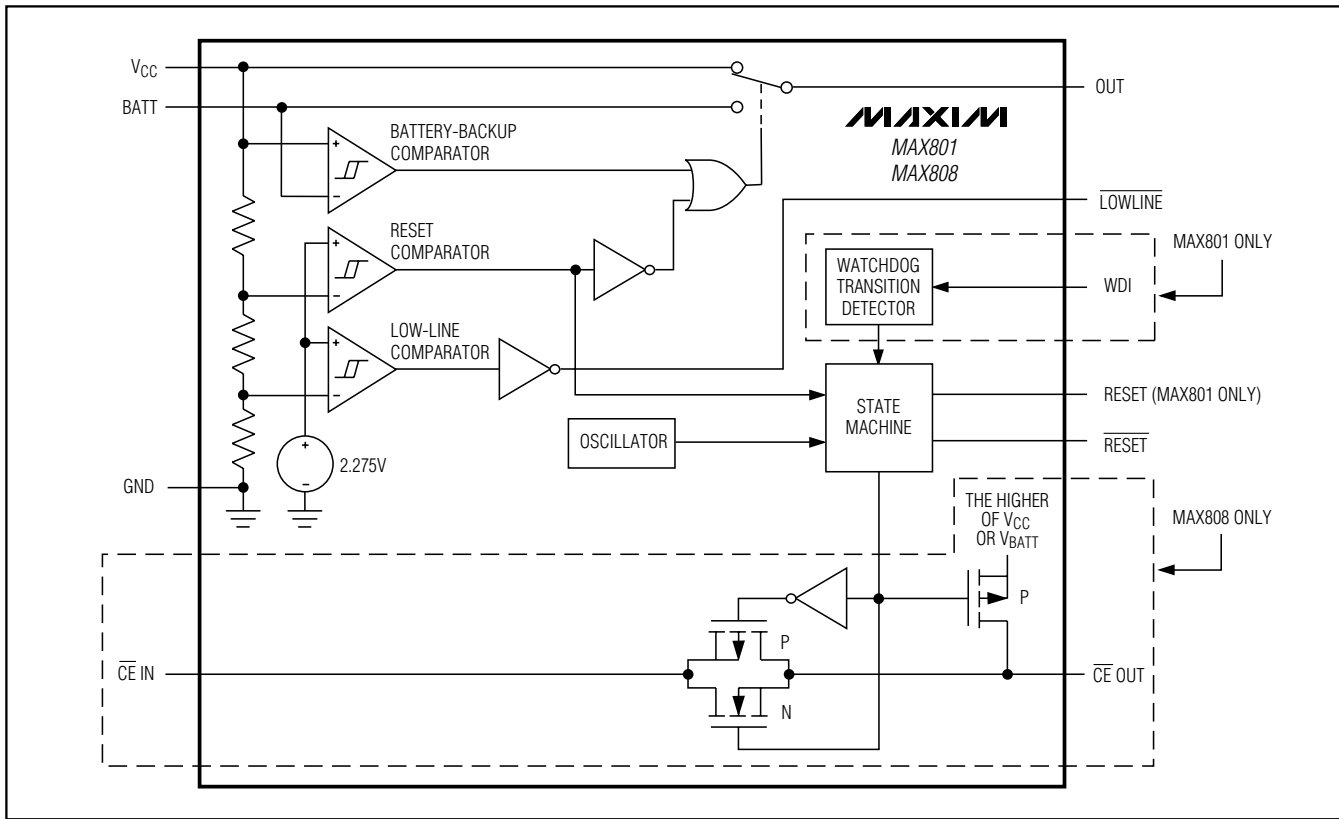 VCC
BATT
OUT
MAXIM
MAX801
MAX808
BATTERY-BACKUP
COMPARATOR
+
−
LOWLINE
RESET
COMPARATOR
+
−
MAX801 ONLY
WATCHDOG
TRANSITION
DETECTOR
WDI
LOW-LINE
COMPARATOR
+
−
STATE
MACHINE
RESET (MAX801 ONLY)
RESET
OSCILLATOR
+
−
2.275V
GND
THE HIGHER
OF VCC
OR VBATT
MAX808 ONLY
P
P
CE IN
CE OUT
N